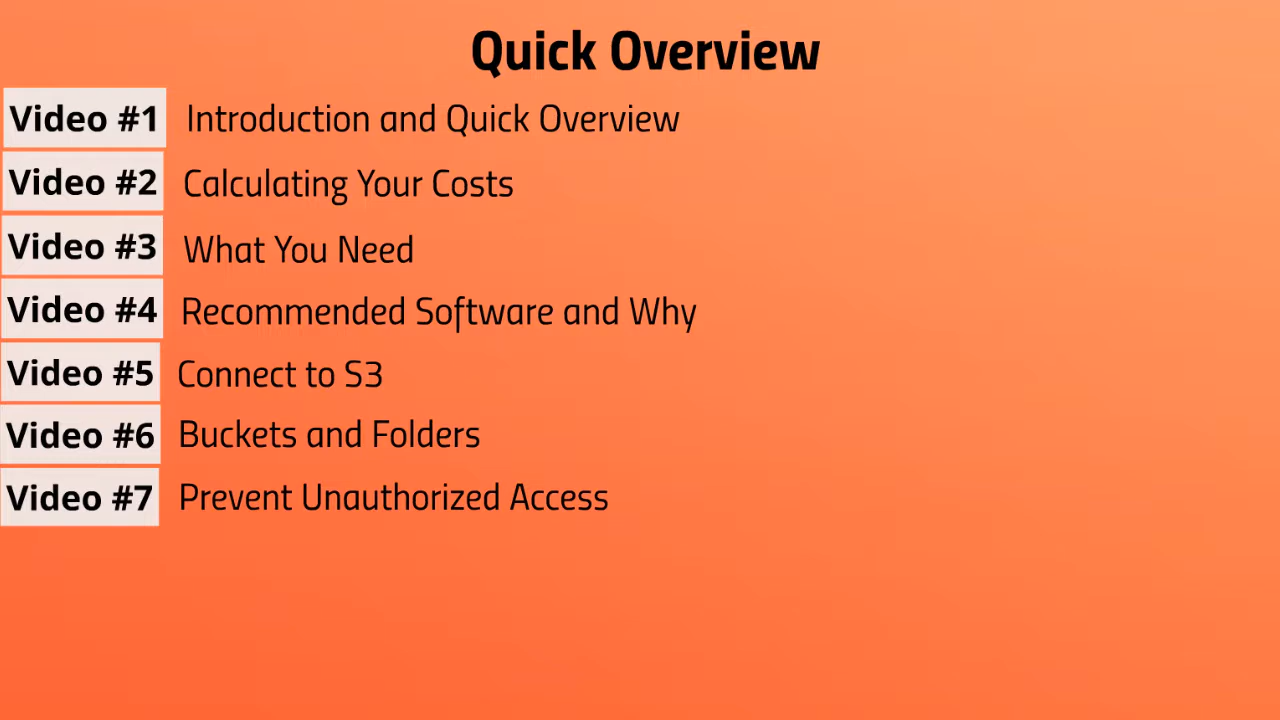 Quick Overview
Video #1 Introduction and Quick Overview
Video #2 Calculating Your Costs
Video #3 What You Need
Video #4 Recommended Software and Why
Video #5 Connect to S3
Video #6 Buckets and Folders
Video #7 Prevent Unauthorized Access